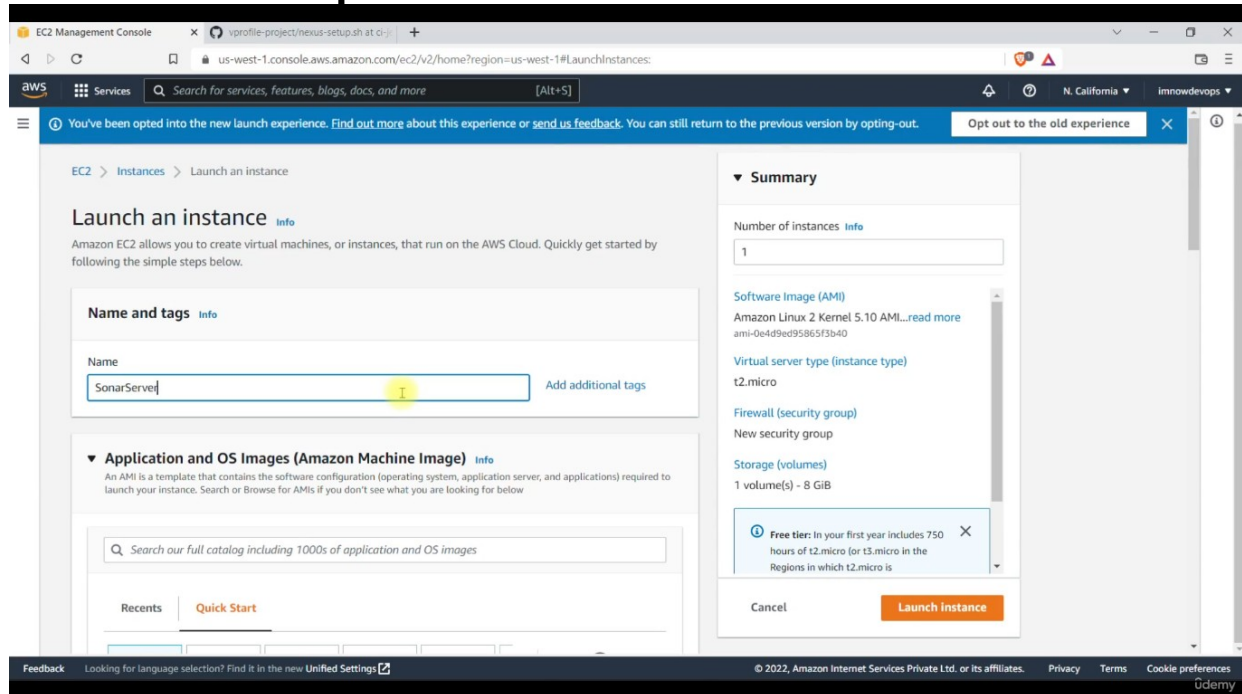 EC2 Management Console
vprofile-project/nexus-setup.sh at ci-j
us-west-1.console.aws.amazon.com/ec2/v2/home?region=us-west-1#LaunchInstances:
aws
Services
Search for services, features, blogs, docs, and more
[Alt+S]
N. California
imnowdevops
You've been opted into the new launch experience. Find out more about this experience or send us feedback. You can still return to the previous version by opting-out.
Opt out to the old experience
EC2 > Instances > Launch an instance
Launch an instance Info
Amazon EC2 allows you to create virtual machines, or instances, that run on the AWS Cloud. Quickly get started by
following the simple steps below.
Name and tags Info
Name
SonarServer
Add additional tags
Application and OS Images (Amazon Machine Image) Info
An AMI is a template that contains the software configuration (operating system, application server, and applications) required to
launch your instance. Search or Browse for AMIs if you don't see what you are looking for below
Search our full catalog including 1000s of application and OS images
Recents
Quick Start
Summary
Number of instances Info
1
Software Image (AMI)
Amazon Linux 2 Kernel 5.10 AMI...read more
ami-0e4d9ed95865f3b40
Virtual server type (instance type)
t2.micro
Firewall (security group)
New security group
Storage (volumes)
1 volume(s) - 8 GiB
Free tier: In your first year includes 750
hours of t2.micro (or t3.micro in the
Regions in which t2.micro is
Cancel
Launch instance
Feedback
Looking for language selection? Find it in the new Unified Settings
© 2022, Amazon Internet Services Private Ltd. or its affiliates.
Privacy
Terms
Cookie preferences
ûdemy